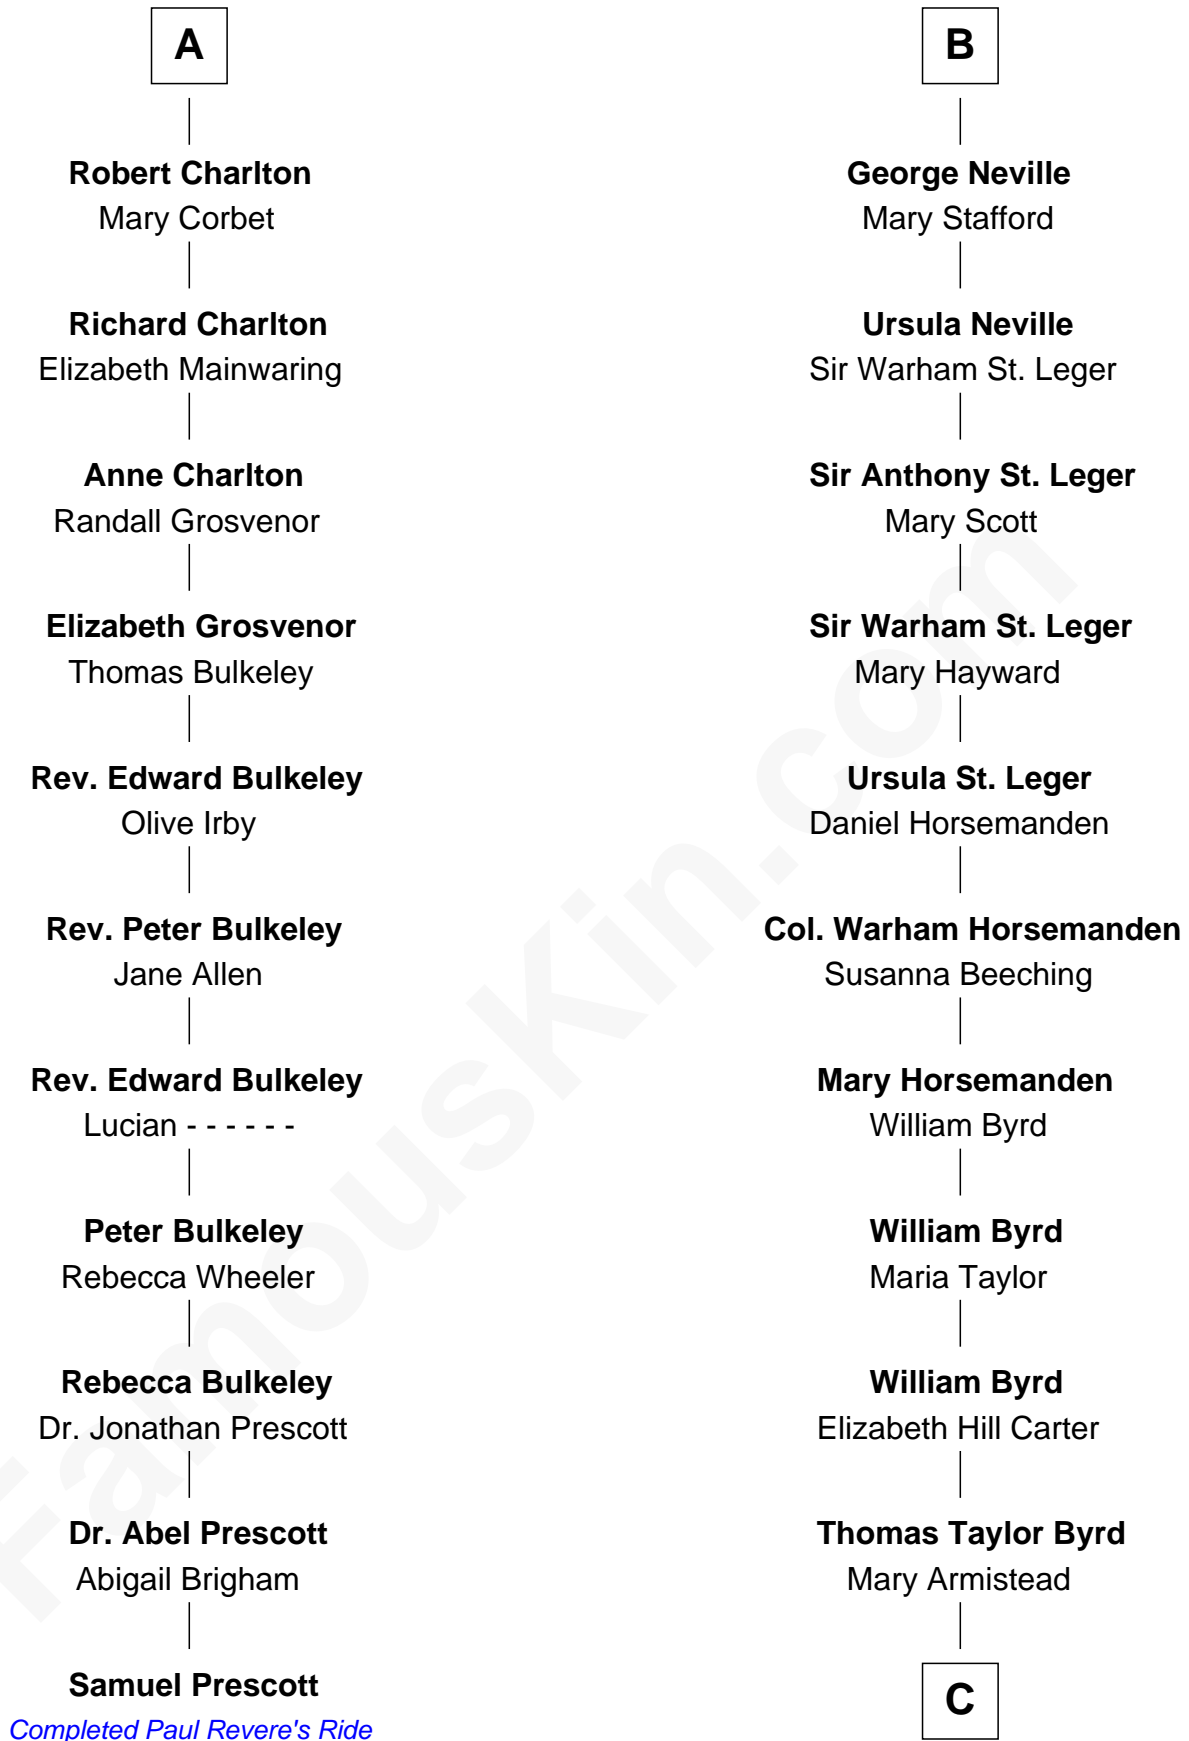 A
Robert Charlton
Mary Corbet
Richard Charlton
Elizabeth Mainwaring
Anne Charlton
Randall Grosvenor
Elizabeth Grosvenor
Thomas Bulkeley
Rev. Edward Bulkeley
Olive Irby
Rev. Peter Bulkeley
Jane Allen
Rev. Edward Bulkeley
Lucian - - - - - -
Peter Bulkeley
Rebecca Wheeler
Rebecca Bulkeley
Dr. Jonathan Prescott
Dr. Abel Prescott
Abigail Brigham
Samuel Prescott
Completed Paul Revere's Ride
B
George Neville
Mary Stafford
Ursula Neville
Sir Warham St. Leger
Sir Anthony St. Leger
Mary Scott
Sir Warham St. Leger
Mary Hayward
Ursula St. Leger
Daniel Horsemanden
Col. Warham Horsemanden
Susanna Beeching
Mary Horsemanden
William Byrd
William Byrd
Maria Taylor
William Byrd
Elizabeth Hill Carter
Thomas Taylor Byrd
Mary Armistead
C
FamousKin.com